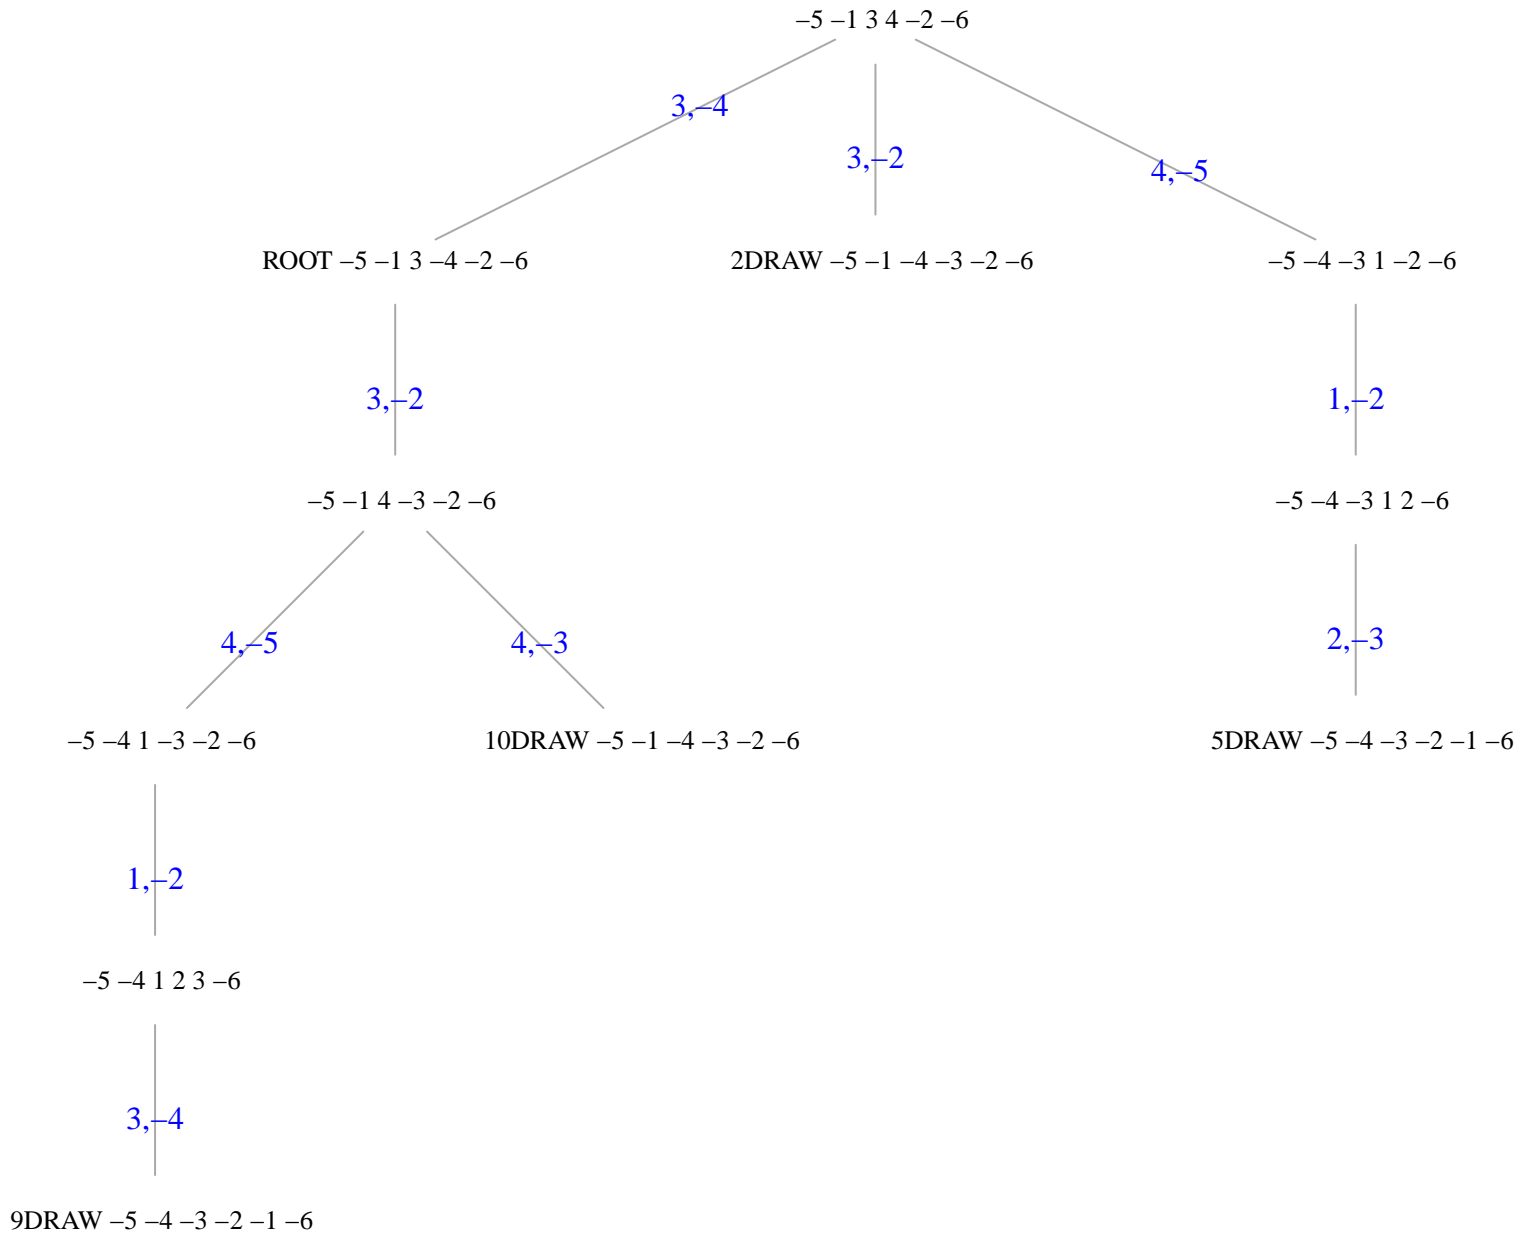 –5 –1 3 4 –2 –6
3,–4
3,–2
4,–5
ROOT –5 –1 3 –4 –2 –6
2DRAW –5 –1 –4 –3 –2 –6
–5 –4 –3 1 –2 –6
3,–2
1,–2
–5 –1 4 –3 –2 –6
–5 –4 –3 1 2 –6
4,–5
4,–3
2,–3
–5 –4 1 –3 –2 –6
10DRAW –5 –1 –4 –3 –2 –6
5DRAW –5 –4 –3 –2 –1 –6
1,–2
–5 –4 1 2 3 –6
3,–4
9DRAW –5 –4 –3 –2 –1 –6